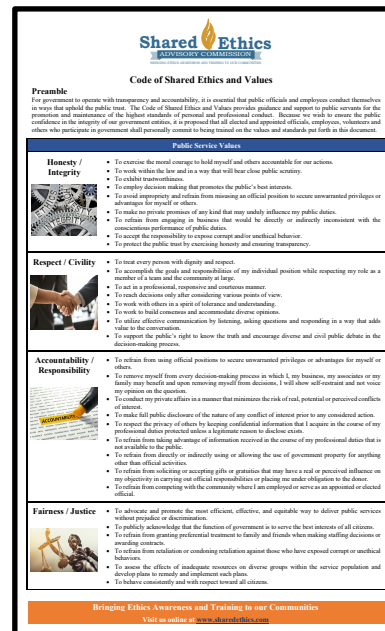 Shared Ethics
ADVISORY COMMISSION
BRINGING ETHICS AWARENESS AND TRAINING TO OUR COMMUNITIES
Code of Shared Ethics and Values
Preamble
For government to operate with transparency and accountability, it is essential that public officials and employees conduct themselves
in ways that uphold the public trust. The Code of Shared Ethics and Values provides guidance and support to public servants for the
promotion and maintenance of the highest standards of personal and professional conduct. Because we wish to ensure the public
confidence in the integrity of our government entities, it is proposed that all elected and appointed officials, employees, volunteers and
others who participate in government shall personally commit to being trained on the values and standards put forth in this document.
Public Service Values
Honesty /
Integrity
• To exercise the moral courage to hold myself and others accountable for our actions.
• To work within the law and in a way that will bear close public scrutiny.
• To exhibit trustworthiness.
• To employ decision making that promotes the public's best interests.
• To avoid impropriety and refrain from misusing an official position to secure unwarranted privileges or
advantages for myself or others.
• To make no private promises of any kind that may unduly influence my public duties.
• To refrain from engaging in business that would be directly or indirectly inconsistent with the
conscientious performance of public duties.
• To accept the responsibility to expose corrupt and/or unethical behavior.
• To protect the public trust by exercising honesty and ensuring transparency.
Respect / Civility
• To treat every person with dignity and respect.
• To accomplish the goals and responsibilities of my individual position while respecting my role as a
member of a team and the community at large.
• To act in a professional, responsive and courteous manner.
• To reach decisions only after considering various points of view.
• To work with others in a spirit of tolerance and understanding.
• To work to build consensus and accommodate diverse opinions.
• To utilize effective communication by listening, asking questions and responding in a way that adds
value to the conversation.
• To support the public's right to know the truth and encourage diverse and civil public debate in the
decision-making process.
Accountability /
Responsibility
ACCOUNTABILITY
• To refrain from using official positions to secure unwarranted privileges or advantages for myself or
others.
• To remove myself from every decision-making process in which I, my business, my associates or my
family may benefit and upon removing myself from decisions, I will show self-restraint and not voice
my opinion on the question.
• To conduct my private affairs in a manner that minimizes the risk of real, potential or perceived conflicts
of interest.
• To make full public disclosure of the nature of any conflict of interest prior to any considered action.
• To respect the privacy of others by keeping confidential information that I acquire in the course of my
professional duties protected unless a legitimate reason to disclose exists.
• To refrain from taking advantage of information received in the course of my professional duties that is
not available to the public.
• To refrain from directly or indirectly using or allowing the use of government property for anything
other than official activities.
• To refrain from soliciting or accepting gifts or gratuities that may have a real or perceived influence on
my objectivity in carrying out official responsibilities or placing me under obligation to the donor.
• To refrain from competing with the community where I am employed or serve as an appointed or elected
official.
Fairness / Justice
• To advocate and promote the most efficient, effective, and equitable way to deliver public services
without prejudice or discrimination.
• To publicly acknowledge that the function of government is to serve the best interests of all citizens.
• To refrain from granting preferential treatment to family and friends when making staffing decisions or
awarding contracts.
• To refrain from retaliation or condoning retaliation against those who have exposed corrupt or unethical
behaviors.
• To assess the effects of inadequate resources on diverse groups within the service population and
develop plans to remedy and implement such plans.
• To behave consistently and with respect toward all citizens.
Bringing Ethics Awareness and Training to our Communities
Visit us online at www.sharedethics.com